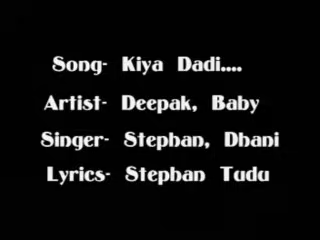 Song- Kiya Dadi....
Artist- Deepak, Baby
Singer- Stephan, Dhani
Lyrics- Stephan Tudu